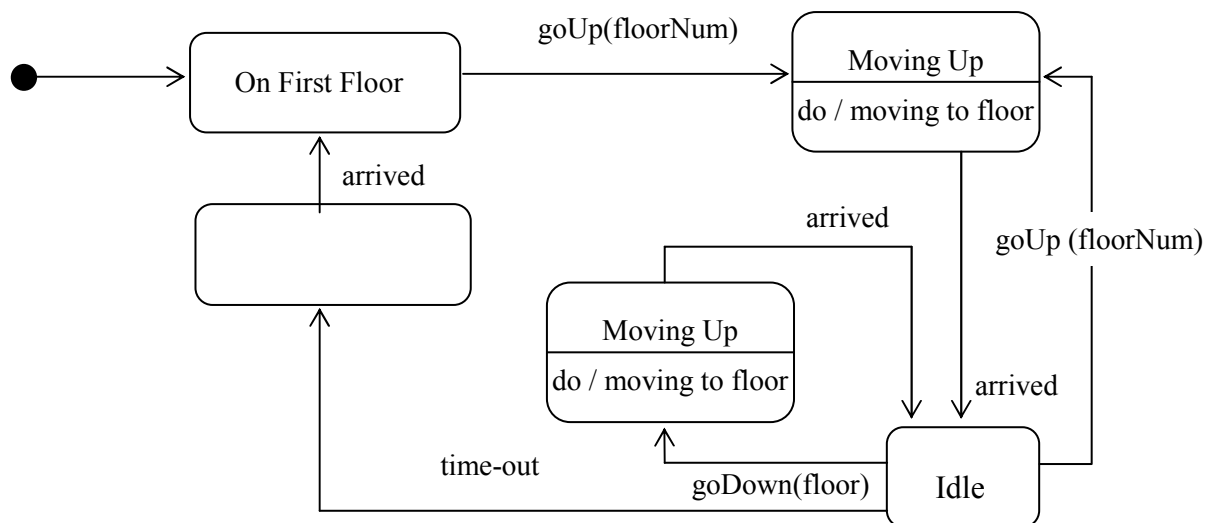 goUp(floorNum)
On First Floor
Moving Up
do / moving to floor
arrived
arrived
goUp (floorNum)
Moving Up
do / moving to floor
arrived
time-out
goDown(floor)
Idle